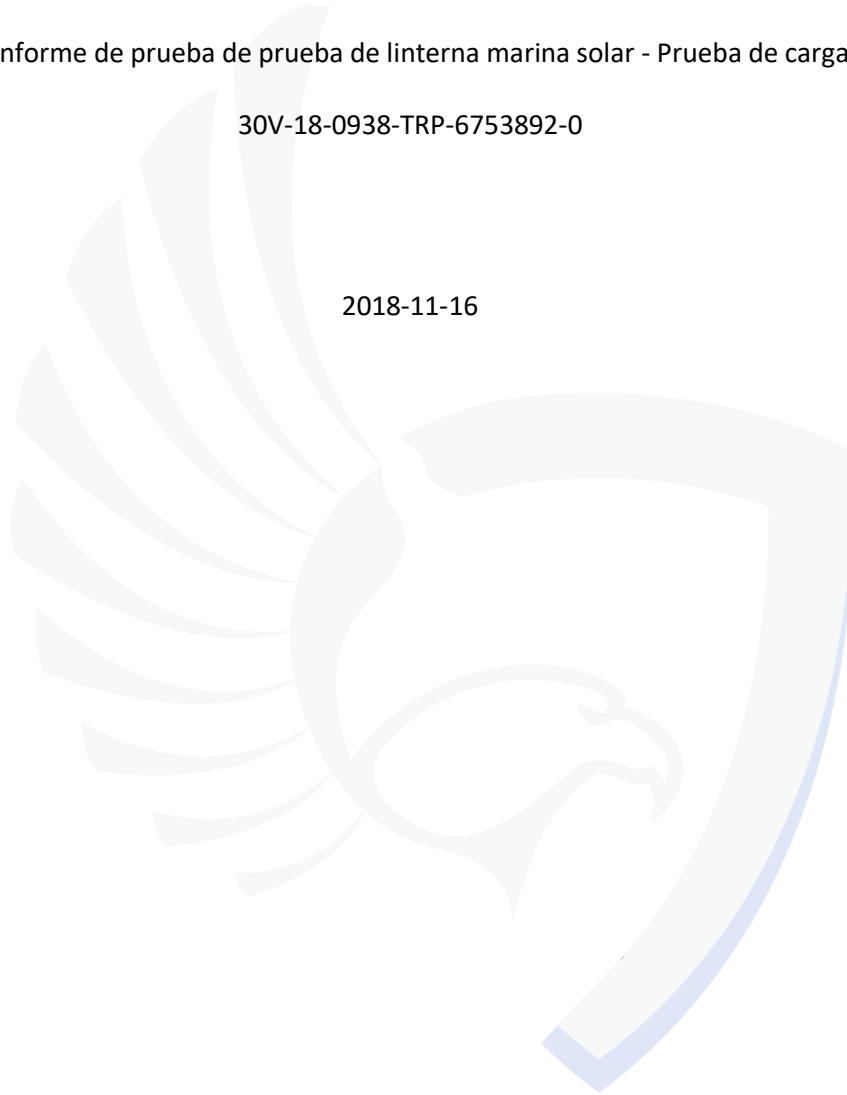 nforme de prueba de prueba de linterna marina solar - Prueba de carga
30V-18-0938-TRP-6753892-0
2018-11-16